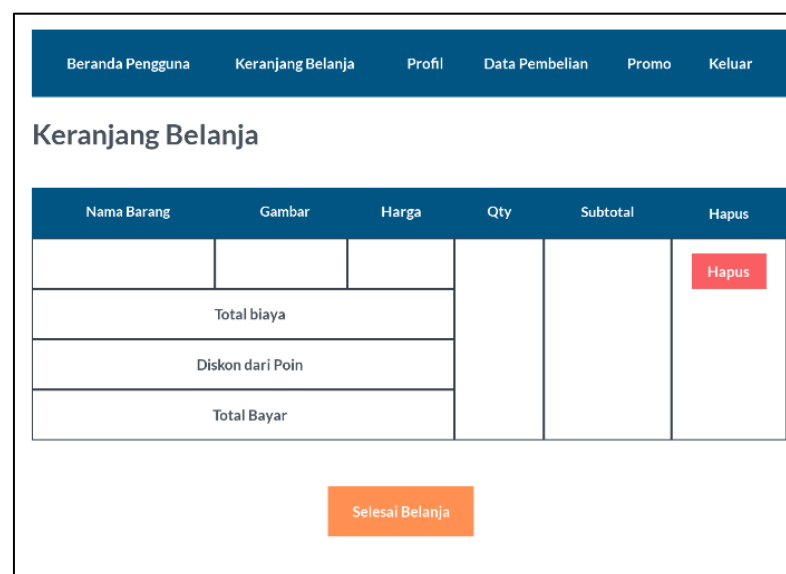 Beranda Pengguna Keranjang Belanja Profil Data Pembelian Promo Keluar
Keranjang Belanja
Nama Barang Gambar Harga Qty Subtotal Hapus
Hapus
Total biaya
Diskon dari Poin
Total Bayar
Selesai Belanja